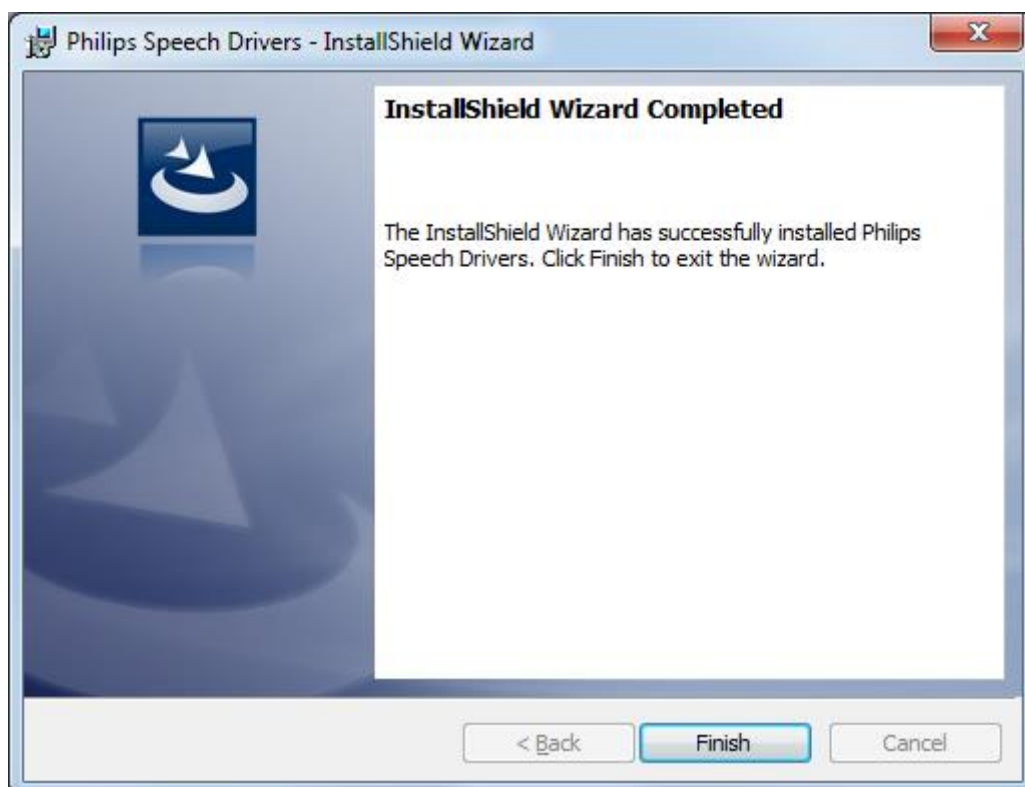 Philips Speech Drivers - InstallShield Wizard
InstallShield Wizard Completed
The InstallShield Wizard has successfully installed Philips
Speech Drivers. Click Finish to exit the wizard.
< Back
Finish
Cancel